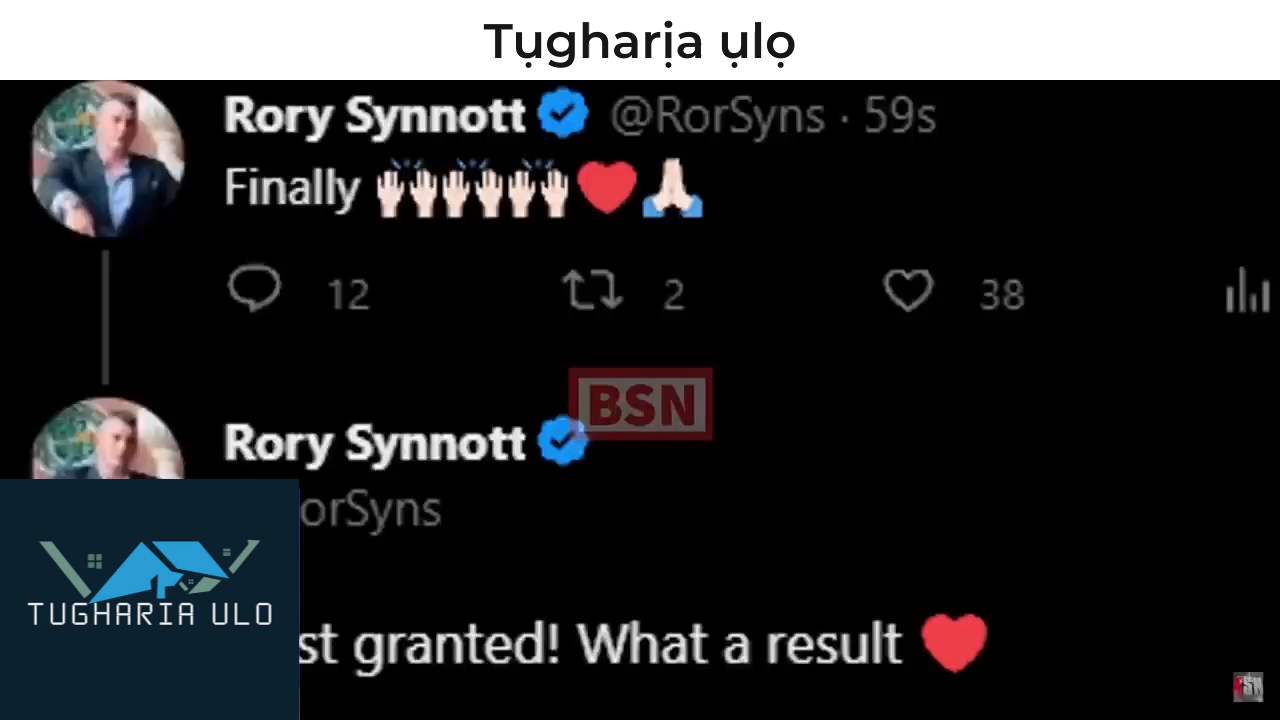 Tụgharịa ụlọ
Rory Synnott @RorSyns · 59s
Finally 🙌🏻🙌🏻🙌🏻❤️🙏🏻
12 2 38
BSN
Rory Synnott
orSyns
st granted! What a result ❤️
TUGHARIA ULO